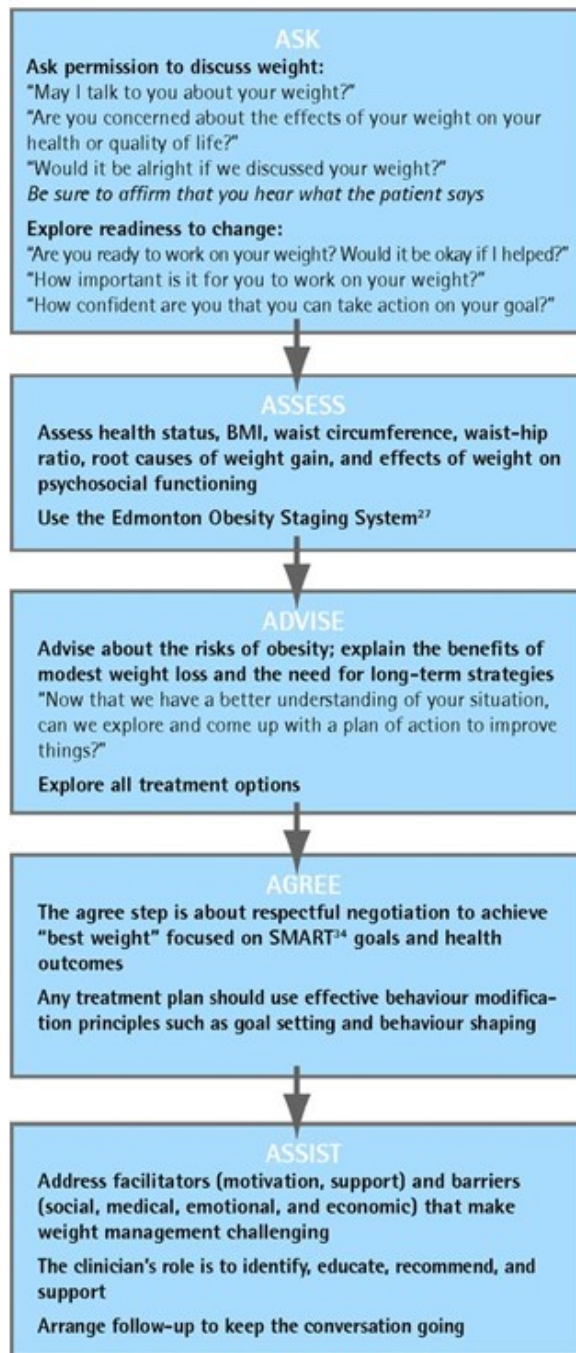 ASK
Ask permission to discuss weight:
"May I talk to you about your weight?"
"Are you concerned about the effects of your weight on your
health or quality of life?"
"Would it be alright if we discussed your weight?"
Be sure to affirm that you hear what the patient says
Explore readiness to change:
"Are you ready to work on your weight? Would it be okay if I helped?"
"How important is it for you to work on your weight?"
"How confident are you that you can take action on your goal?"
ASSESS
Assess health status, BMI, waist circumference, waist-hip
ratio, root causes of weight gain, and effects of weight on
psychosocial functioning
Use the Edmonton Obesity Staging System²⁷
ADVISE
Advise about the risks of obesity; explain the benefits of
modest weight loss and the need for long-term strategies
"Now that we have a better understanding of your situation,
can we explore and come up with a plan of action to improve
things?"
Explore all treatment options
AGREE
The agree step is about respectful negotiation to achieve
"best weight" focused on SMART³⁴ goals and health
outcomes
Any treatment plan should use effective behaviour modifica-
tion principles such as goal setting and behaviour shaping
ASSIST
Address facilitators (motivation, support) and barriers
(social, medical, emotional, and economic) that make
weight management challenging
The clinician's role is to identify, educate, recommend, and
support
Arrange follow-up to keep the conversation going